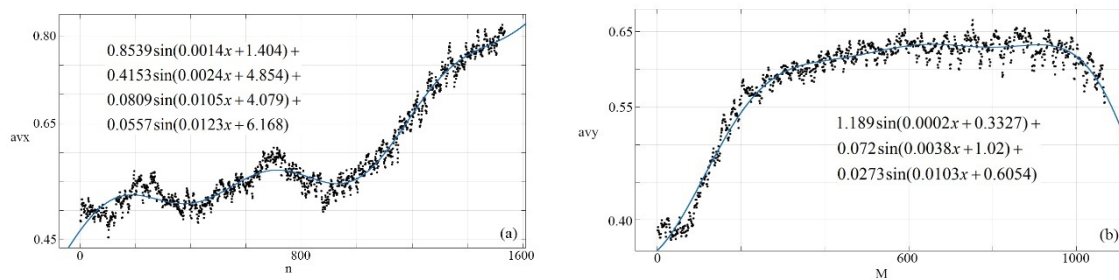 0.80
0.65
0.45
avx
0.8539sin(0.0014x+1.404)+
0.4153sin(0.0024x+4.854)+
0.0809sin(0.0105x+4.079)+
0.0557sin(0.0123x+6.168)
(a)
0
800
1600
n
0.65
0.55
0.40
avy
1.189sin(0.0002x+0.3327)+
0.072sin(0.0038x+1.02)+
0.0273sin(0.0103x+0.6054)
(b)
0
600
1000
M